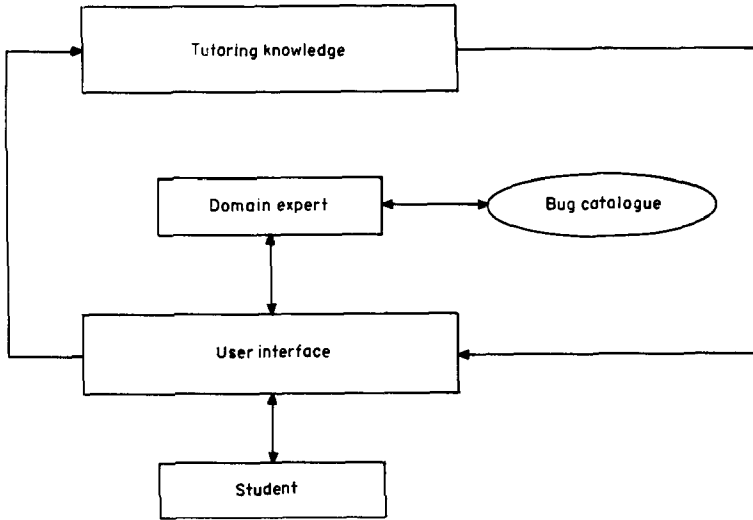 Tutoring knowledge
Domain expert
Bug catalogue
User interface
Student